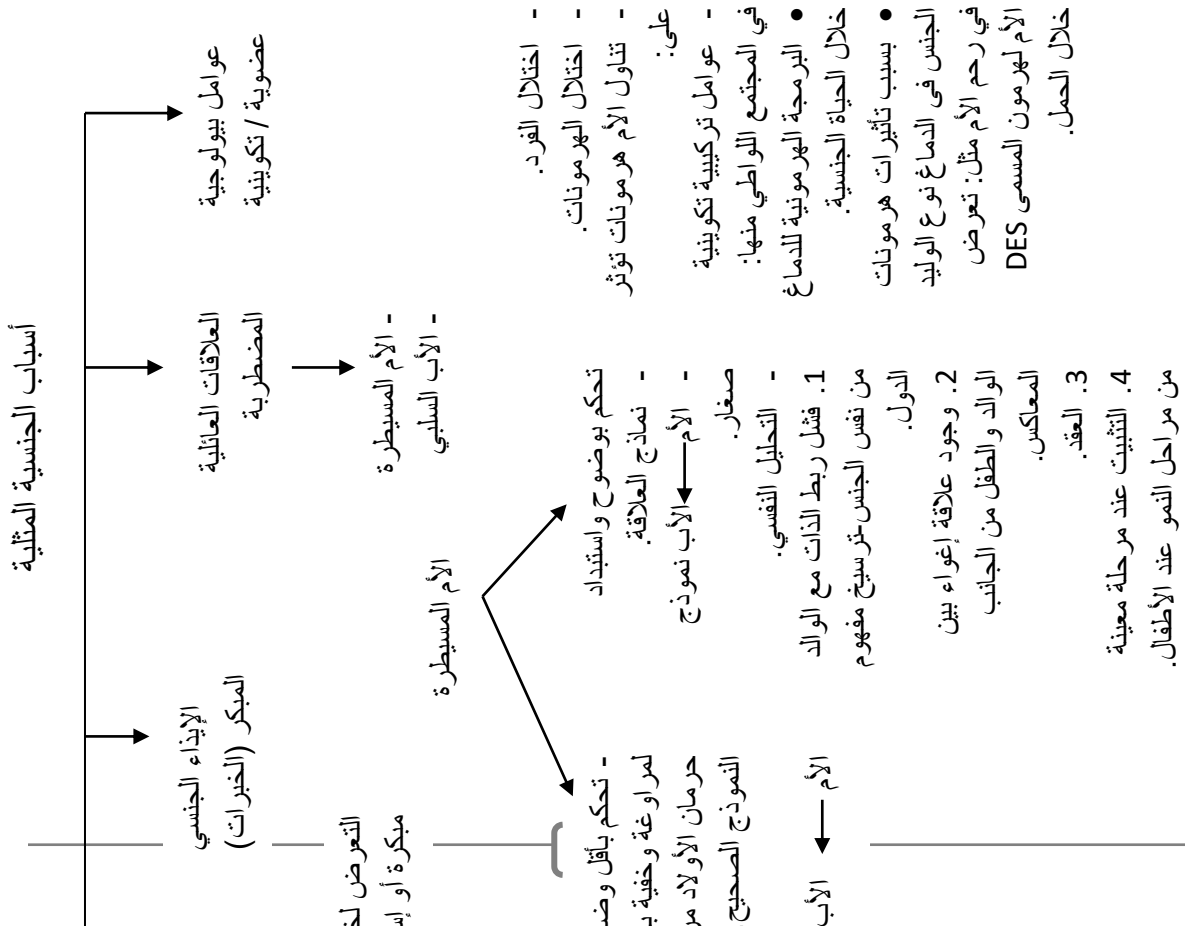 أسباب الجنسية المثلية
عوامل بيولوجية
عضوية / تكوينية
- اختلال الفرد.
- اختلال الهرمونات.
- تناول الأم هرمونات تؤثر
على:
- عوامل تركيبية تكوينية
في المجتمع اللواطي منها:
• البرمجة الهرمونية للدماغ
خلال الحياة الجنسية.
• بسبب تأثيرات هرمونات
الجنس في الدماغ نوع الوليد
في رحم الأم مثل: تعرض
الأم لهرمون المسمى DES
خلال الحمل.
العلاقات العائلية
المضطربة
- الأم المسيطرة
- الأب السلبي
الأم المسيطرة
تحكم بوضوح واستبداد
- نماذج العلاقة.
- الأم الأب نموذج
صغار.
- التحليل النفسي.
1. فشل ربط الذات مع الوالد
من نفس الجنس-ترسيخ مفهوم
الدول.
2. وجود علاقة إغواء بين
الوالد والطفل من الجانب
المعاكس.
3. العقد.
4. التثبيت عند مرحلة معينة
من مراحل النمو عند الأطفال.
الإيذاء الجنسي
المبكر (الخبرات)
التعرض
مبكرة أو
- تحكم بأقل
لمراوغة وخفية
حرمان الأولاد
النموذج الصحيح
الأم الأب